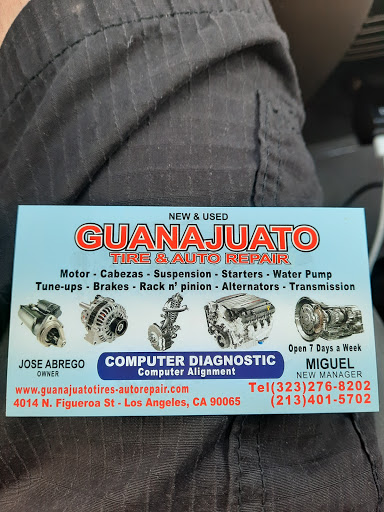 NEW & USED
GUANAJUATO
TIRE & AUTO REPAIR
Motor - Cabezas - Suspension - Starters - Water Pump
Tune-ups - Brakes - Rack n' pinion - Alternators - Transmission
Open 7 Days a Week
JOSE ABREGO
OWNER
COMPUTER DIAGNOSTIC
Computer Alignment
MIGUEL
NEW MANAGER
www.guanajuatotires-autorepair.com
Tel(323)276-8202
4014 N. Figueroa St - Los Angeles, CA 90065
(213)401-5702